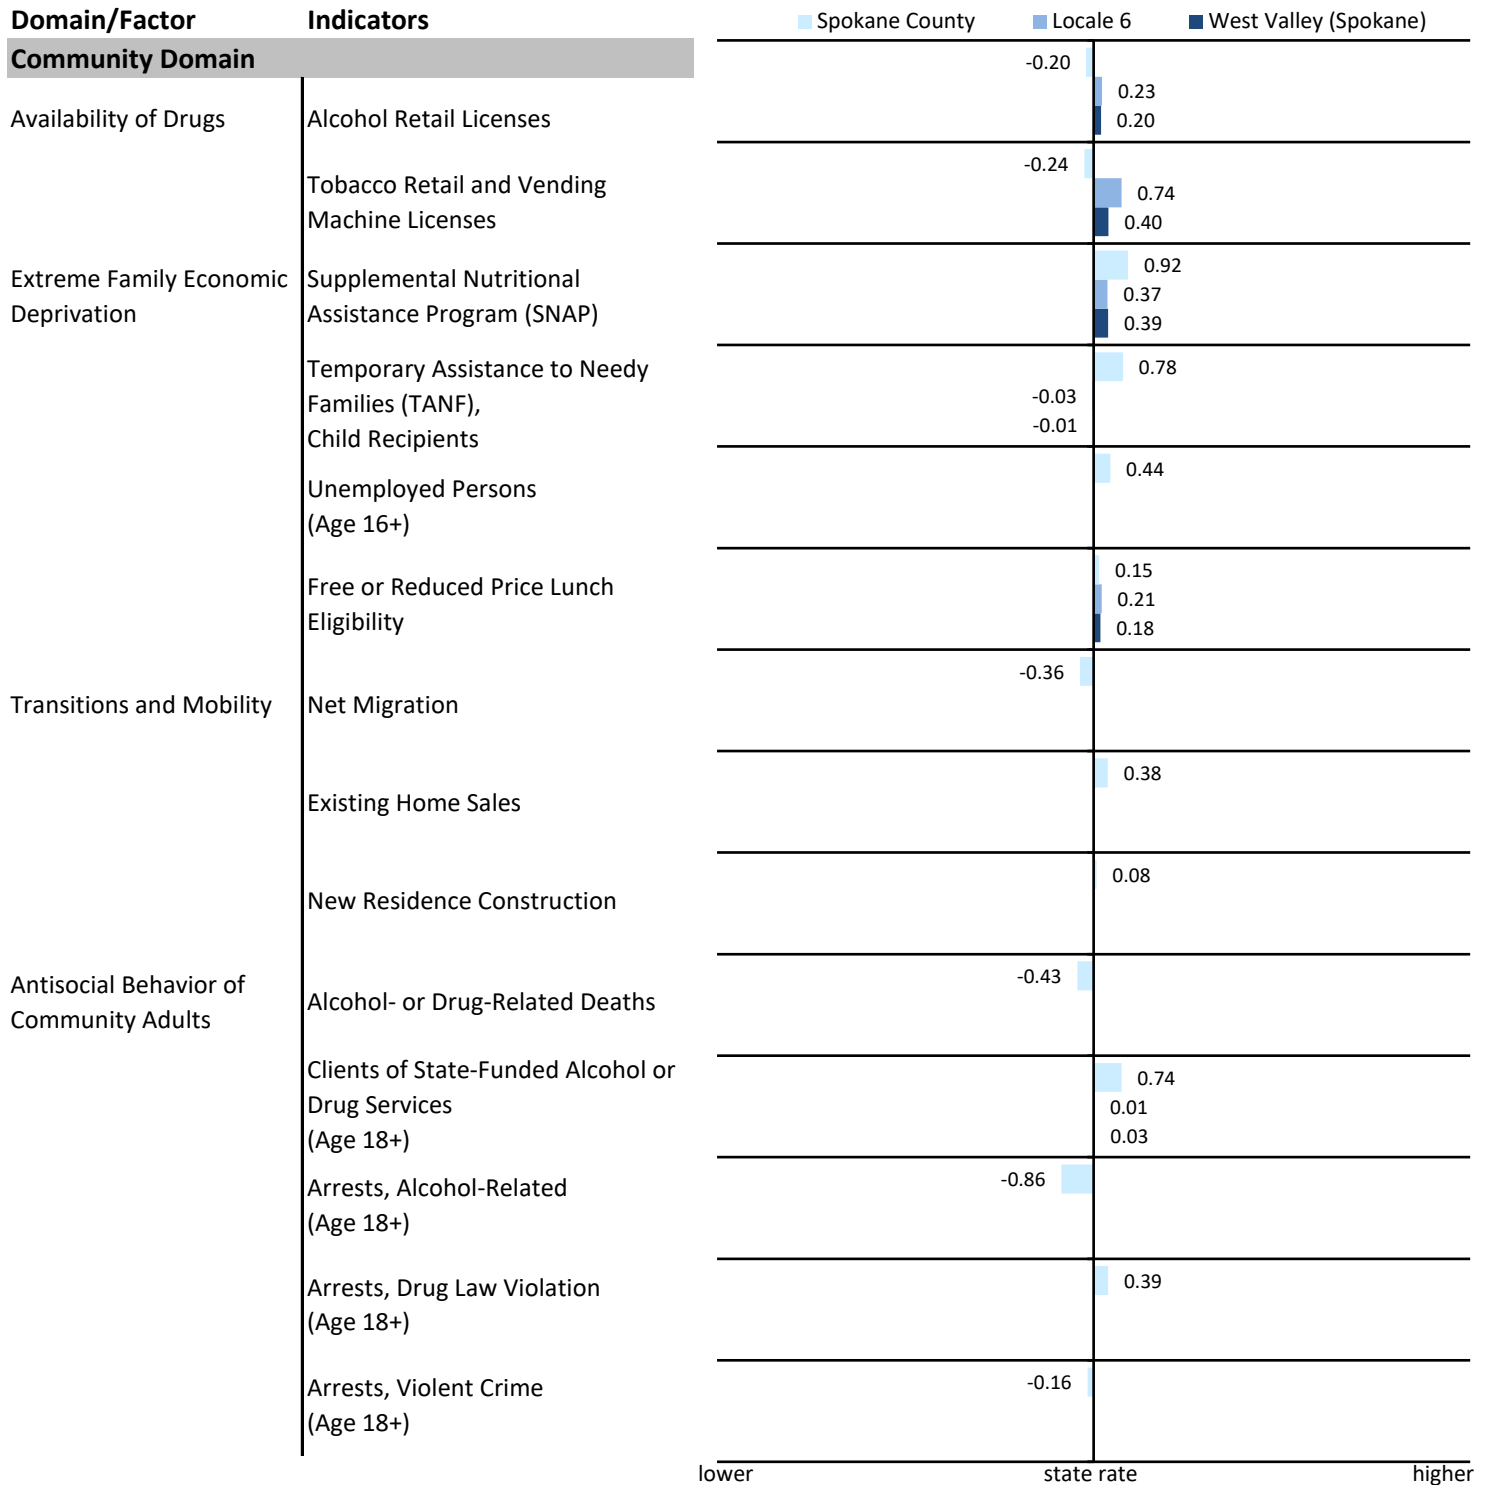 Domain/Factor Indicators Spokane County Locale 6 West Valley (Spokane)
Community Domain
-0.20
0.23
Availability of Drugs Alcohol Retail Licenses 0.20
-0.24
Tobacco Retail and Vending 0.74
Machine Licenses 0.40
0.92
Extreme Family Economic Supplemental Nutritional 0.37
Deprivation Assistance Program (SNAP) 0.39
Temporary Assistance to Needy 0.78
Families (TANF), -0.03
Child Recipients -0.01
0.44
Unemployed Persons
(Age 16+)
0.15
Free or Reduced Price Lunch 0.21
Eligibility 0.18
-0.36
Transitions and Mobility Net Migration
0.38
Existing Home Sales
0.08
New Residence Construction
-0.43
Antisocial Behavior of
Community Adults Alcohol- or Drug-Related Deaths
Clients of State-Funded Alcohol or 0.74
Drug Services 0.01
(Age 18+) 0.03
-0.86
Arrests, Alcohol-Related
(Age 18+)
0.39
Arrests, Drug Law Violation
(Age 18+)
-0.16
Arrests, Violent Crime
(Age 18+)
lower state rate higher